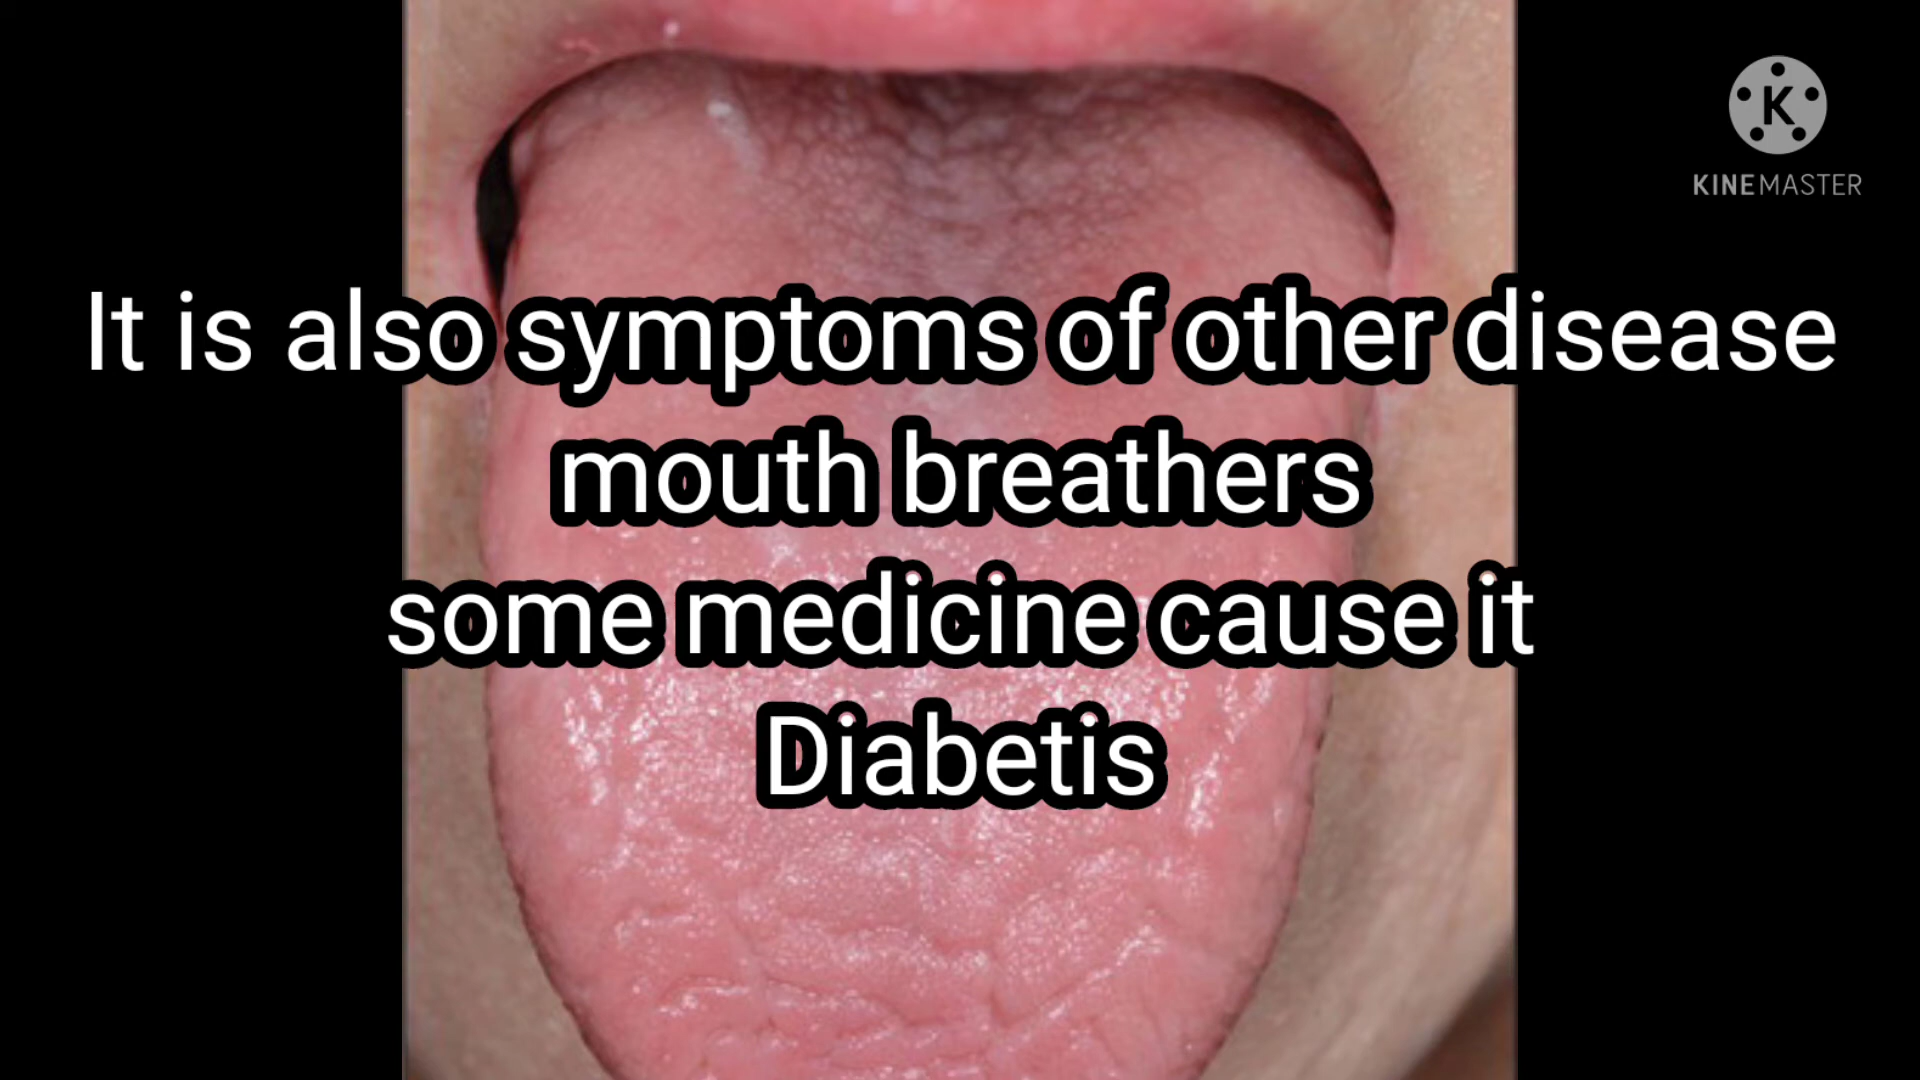 K
KINEMASTER
It is also symptoms of other disease
mouth breathers
some medicine cause it
Diabetis